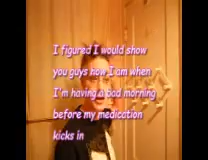 I figured I would show
you guys how I am when
I'm having a bad morning
before my medication
kicks in